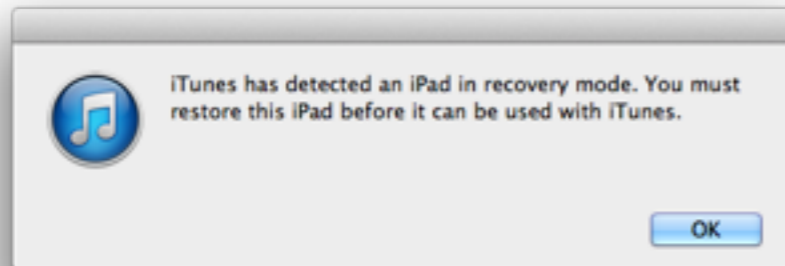 iTunes has detected an iPad in recovery mode. You must
restore this iPad before it can be used with iTunes.
OK